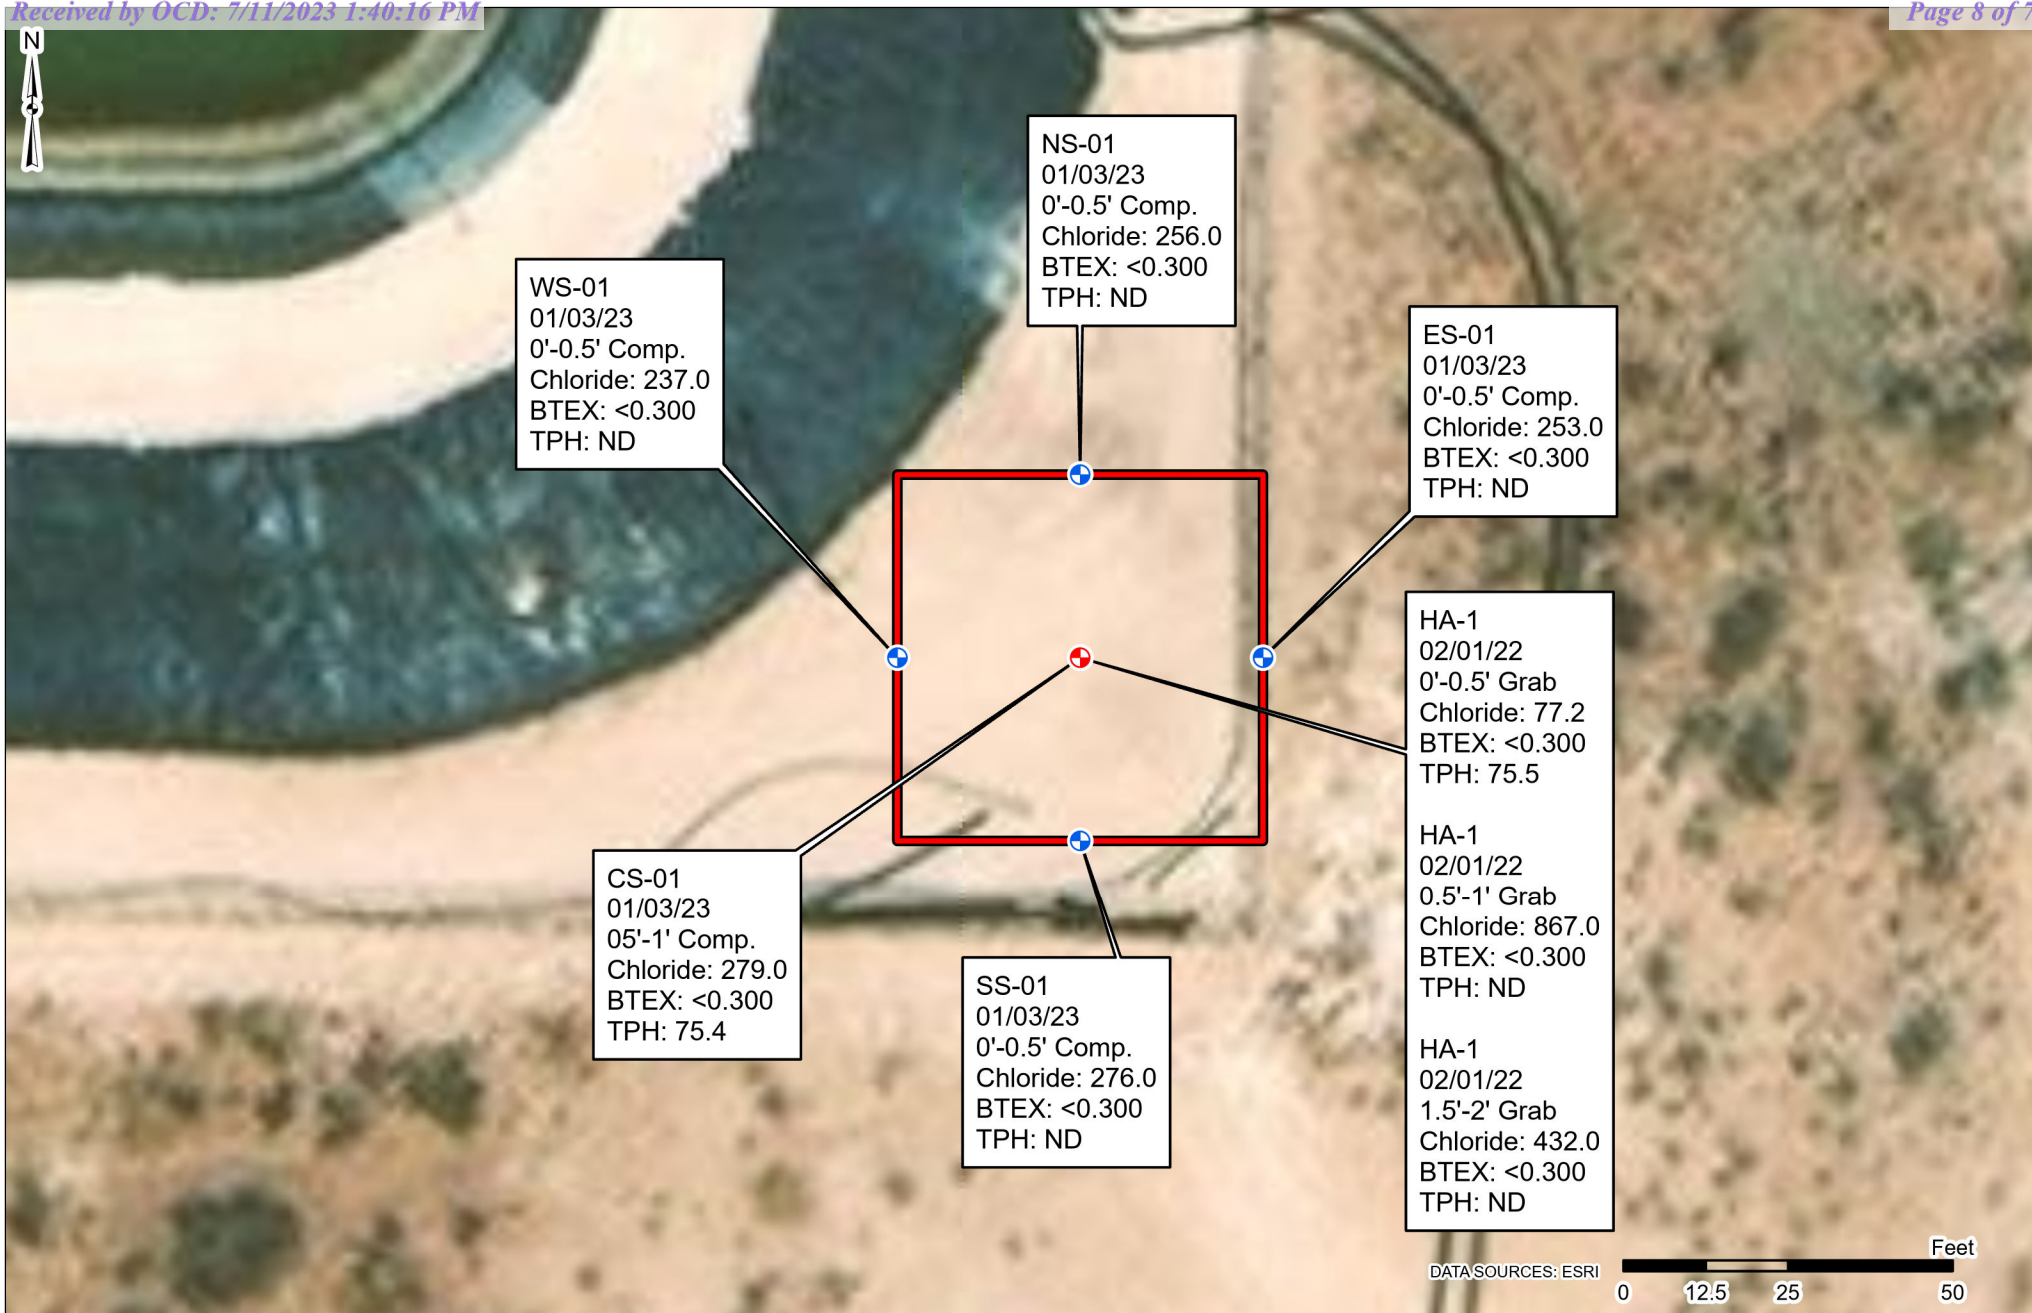 Received by OCD: 7/11/2023 1:40:16 PM
Page 8 of 7
N
NS-01
01/03/23
0'-0.5' Comp.
Chloride: 256.0
BTEX: <0.300
TPH: ND
WS-01
01/03/23
0'-0.5' Comp.
Chloride: 237.0
BTEX: <0.300
TPH: ND
ES-01
01/03/23
0'-0.5' Comp.
Chloride: 253.0
BTEX: <0.300
TPH: ND
HA-1
02/01/22
0'-0.5' Grab
Chloride: 77.2
BTEX: <0.300
TPH: 75.5
HA-1
02/01/22
0.5'-1' Grab
Chloride: 867.0
BTEX: <0.300
TPH: ND
HA-1
02/01/22
1.5'-2' Grab
Chloride: 432.0
BTEX: <0.300
TPH: ND
CS-01
01/03/23
05'-1' Comp.
Chloride: 279.0
BTEX: <0.300
TPH: 75.4
SS-01
01/03/23
0'-0.5' Comp.
Chloride: 276.0
BTEX: <0.300
TPH: ND
Feet
DATA SOURCES: ESRI
0 12.5 25 50